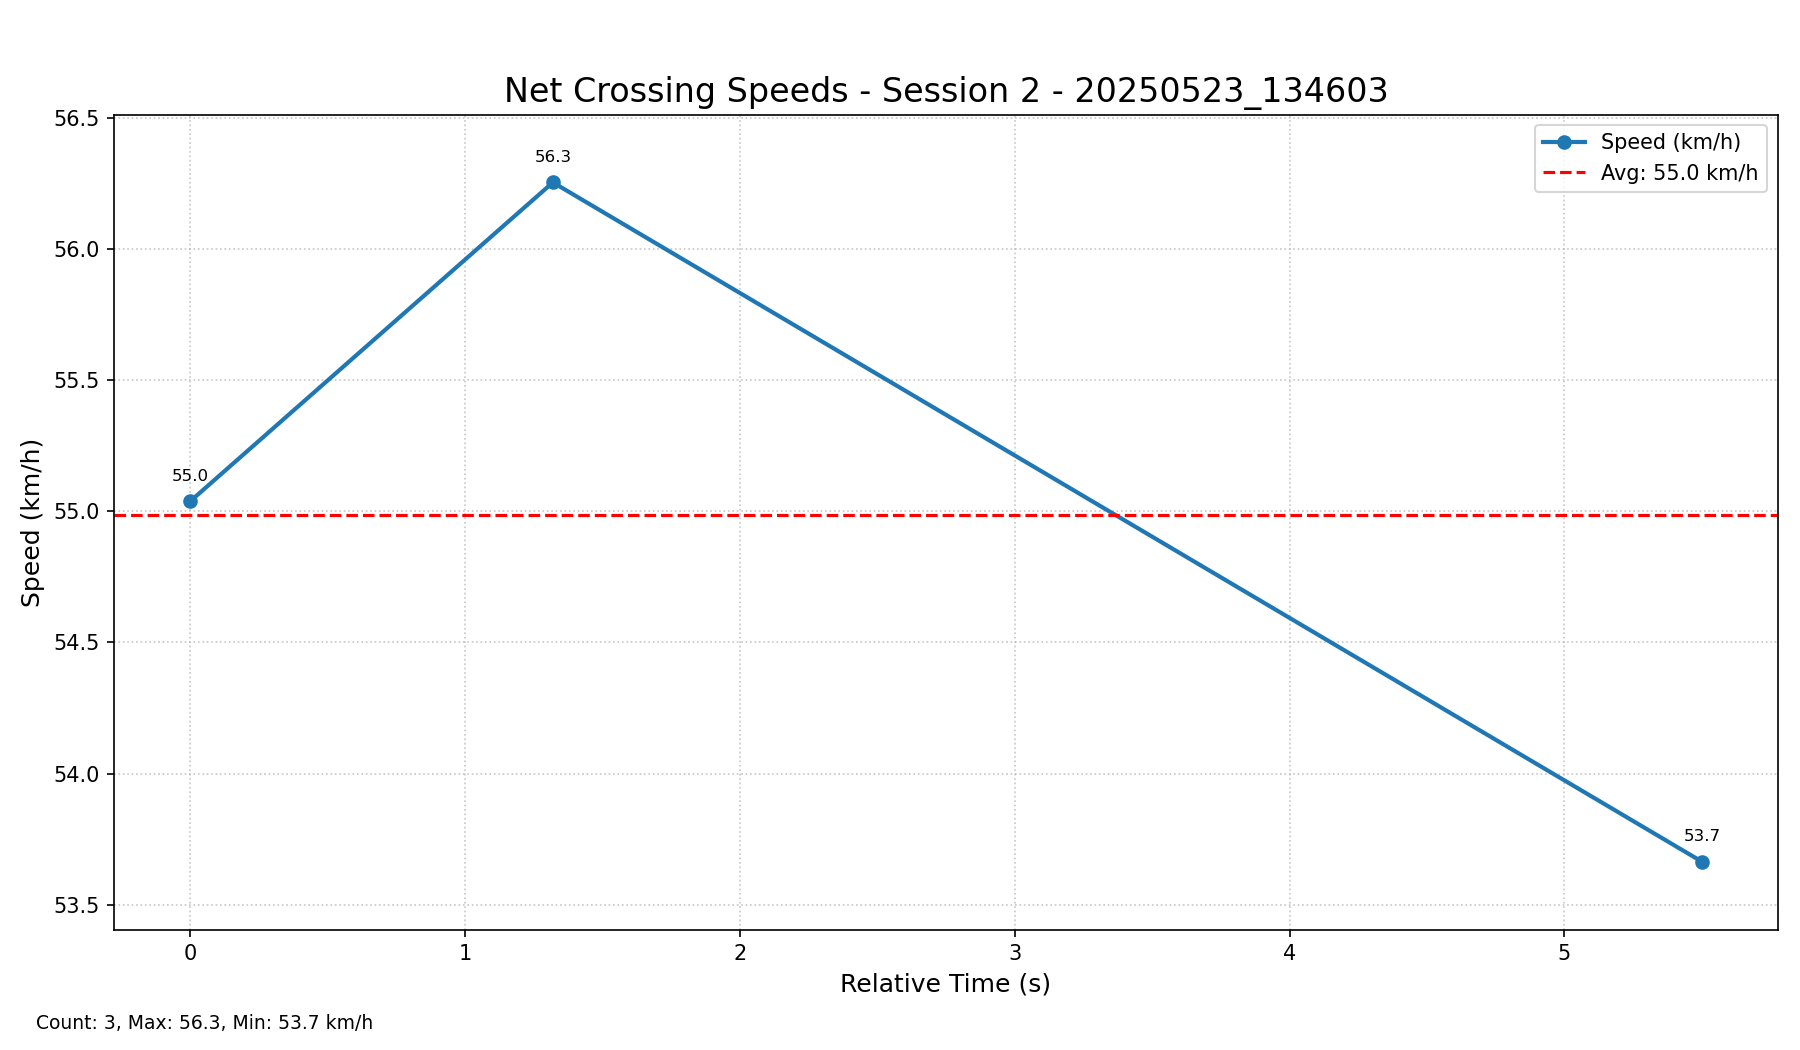 Net Crossing Speeds - Session 2 - 20250523_134603
Speed (km/h)
Avg: 55.0 km/h
56.5
56.0
55.5
55.0
54.5
54.0
53.5
Speed (km/h)
55.0
56.3
53.7
0 1 2 3 4 5
Relative Time (s)
Count: 3, Max: 56.3, Min: 53.7 km/h